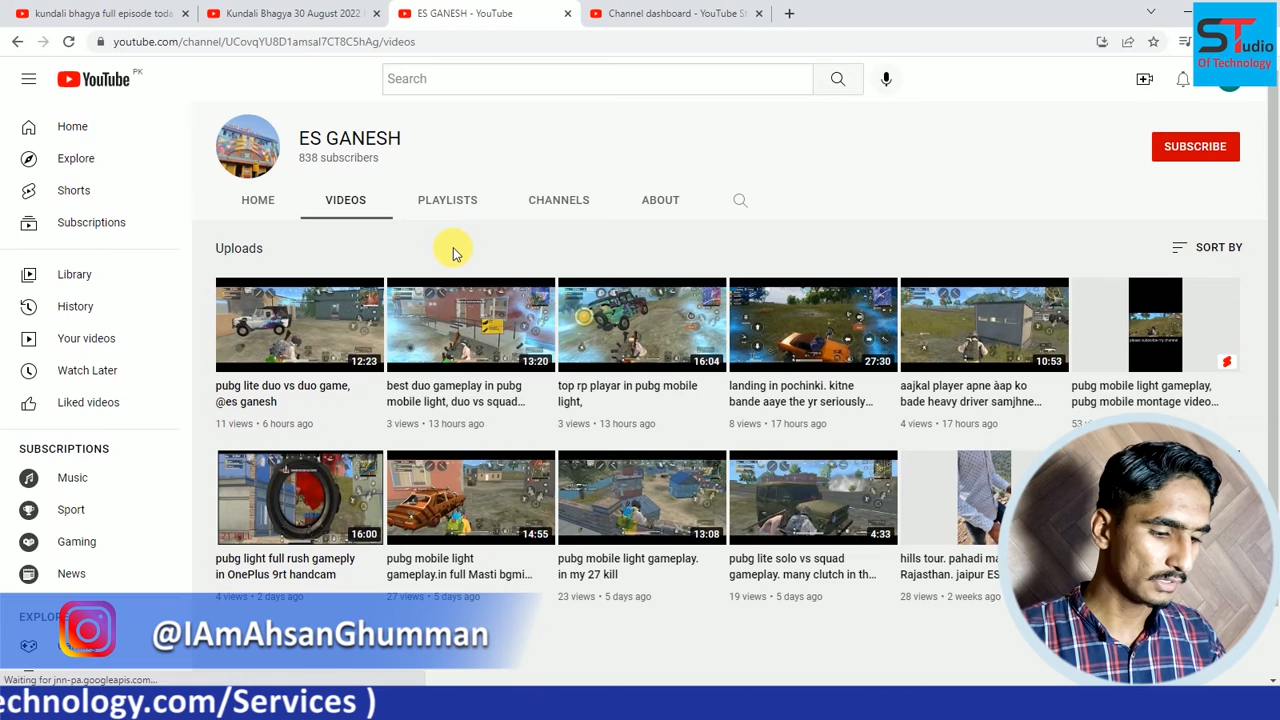 kundali bhagya full episode toda
Kundali Bhagya 30 August 2022
ES GANESH - YouTube
Channel dashboard - YouTube St
youtube.com/channel/UCovqYU8D1amsal7CT8C5hAg/videos
STudio
Of Technology
YouTube PK
Search
Home
Explore
Shorts
Subscriptions
Library
History
Your videos
Watch Later
Liked videos
SUBSCRIPTIONS
Music
Sport
Gaming
News
EXPLORE
ES GANESH
838 subscribers
SUBSCRIBE
HOME VIDEOS PLAYLISTS CHANNELS ABOUT
Uploads
SORT BY
12:23
13:20
16:04
27:30
10:53
pubg lite duo vs duo game,
@es ganesh
11 views • 6 hours ago
best duo gameplay in pubg
mobile light, duo vs squad...
3 views • 13 hours ago
top rp playar in pubg mobile
light,
3 views • 13 hours ago
landing in pochinki. kitne
bande aaye the yr seriously...
8 views • 17 hours ago
aajkal player apne àap ko
bade heavy driver samjhne...
4 views • 17 hours ago
pubg mobile light gameplay,
pubg mobile montage video...
53
16:00
14:55
13:08
4:33
pubg light full rush gameply
in OnePlus 9rt handcam
4 views • 2 days ago
pubg mobile light
gameplay.in full Masti bgmi...
27 views • 5 days ago
pubg mobile light gameplay.
in my 27 kill
23 views • 5 days ago
pubg lite solo vs squad
gameplay. many clutch in th...
19 views • 5 days ago
hills tour. pahadi ma
Rajasthan. jaipur ES
28 views • 2 weeks ago
@IAmAhsanGhumman
Waiting for jnn-pa.googleapis.com...
technology.com/Services )